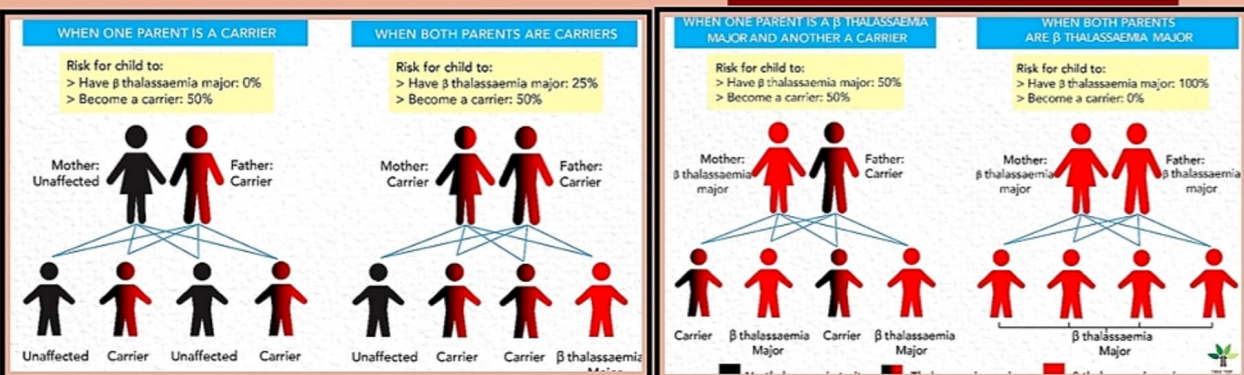 WHEN ONE PARENT IS A CARRIER
Risk for child to:
> Have β thalassaemia major: 0%
> Become a carrier: 50%
Mother:
Unaffected
Father:
Carrier
Unaffected Carrier Unaffected Carrier
WHEN BOTH PARENTS ARE CARRIERS
Risk for child to:
> Have β thalassaemia major: 25%
> Become a carrier: 50%
Mother:
Carrier
Father:
Carrier
Unaffected Carrier Carrier β thalassaemia
Major
WHEN ONE PARENT IS A β THALASSAEMIA
MAJOR AND ANOTHER A CARRIER
Risk for child to:
> Have β thalassaemia major: 50%
> Become a carrier: 50%
Mother:
β thalassaemia
major
Father:
Carrier
Carrier β thalassaemia Carrier β thalassaemia
Major Major
WHEN BOTH PARENTS
ARE β THALASSAEMIA MAJOR
Risk for child to:
> Have β thalassaemia major: 100%
> Become a carrier: 0%
Mother:
β thalassaemia
major
Father:
β thalassaemia
major
β thalassaemia
Major